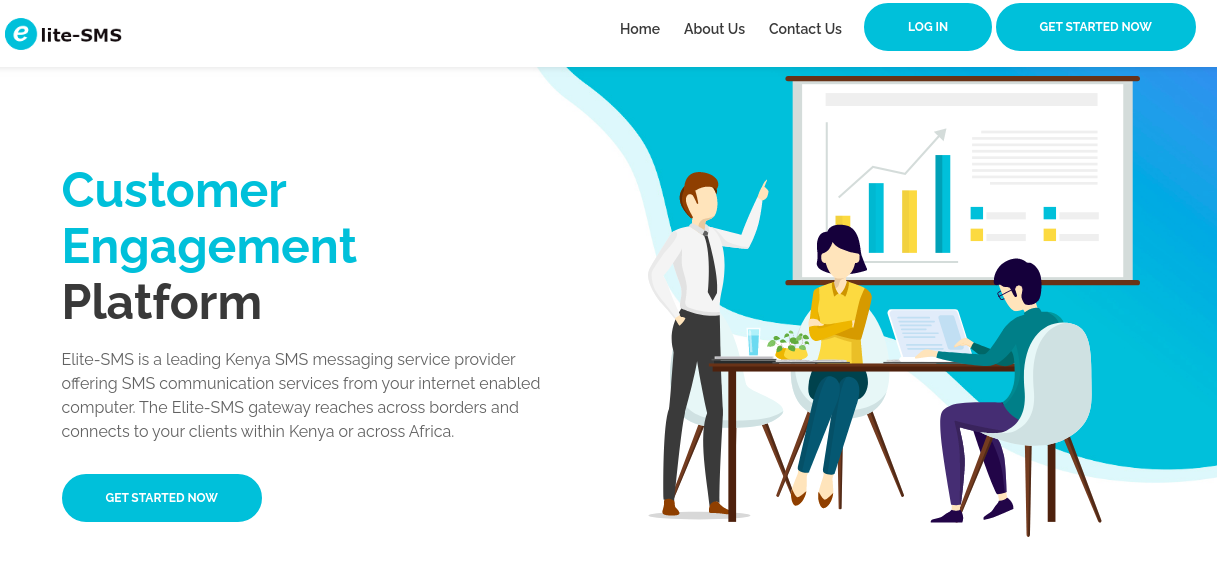 elite-SMS
Home About Us Contact Us LOG IN GET STARTED NOW
Customer
Engagement
Platform
Elite-SMS is a leading Kenya SMS messaging service provider
offering SMS communication services from your internet enabled
computer. The Elite-SMS gateway reaches across borders and
connects to your clients within Kenya or across Africa.
GET STARTED NOW